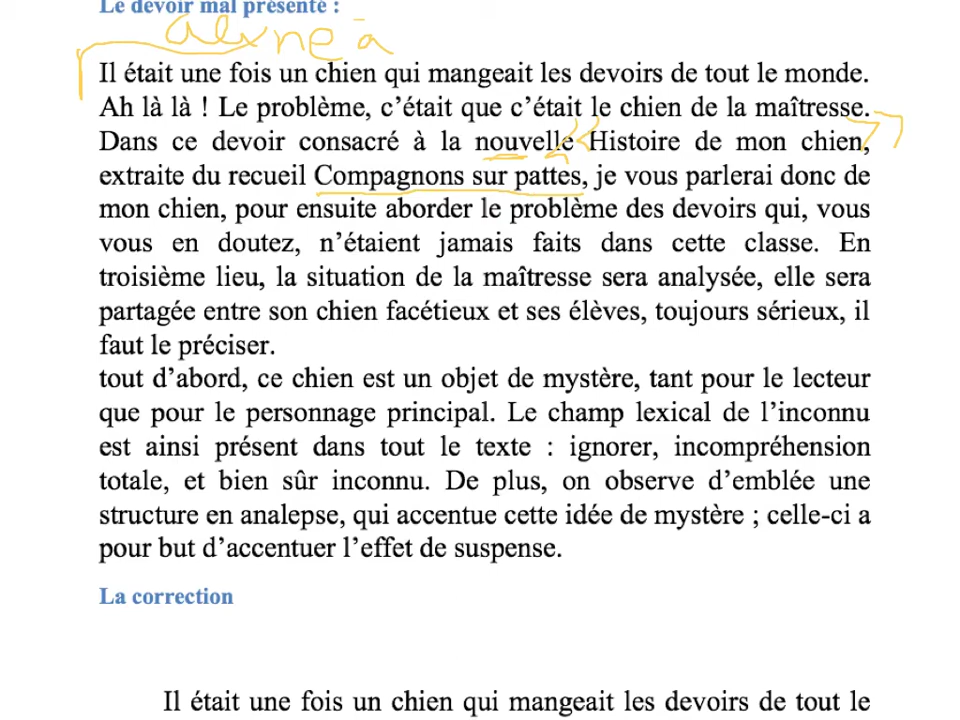 Le devoir mal présenté :
alinéa
Il était une fois un chien qui mangeait les devoirs de tout le monde.
Ah là là ! Le problème, c’était que c’était le chien de la maîtresse.
Dans ce devoir consacré à la nouvelle « Histoire de mon chien, »
extraite du recueil Compagnons sur pattes, je vous parlerai donc de
mon chien, pour ensuite aborder le problème des devoirs qui, vous
vous en doutez, n’étaient jamais faits dans cette classe. En
troisième lieu, la situation de la maîtresse sera analysée, elle sera
partagée entre son chien facétieux et ses élèves, toujours sérieux, il
faut le préciser.
tout d’abord, ce chien est un objet de mystère, tant pour le lecteur
que pour le personnage principal. Le champ lexical de l’inconnu
est ainsi présent dans tout le texte : ignorer, incompréhension
totale, et bien sûr inconnu. De plus, on observe d’emblée une
structure en analepse, qui accentue cette idée de mystère ; celle-ci a
pour but d’accentuer l’effet de suspense.
La correction
Il était une fois un chien qui mangeait les devoirs de tout le